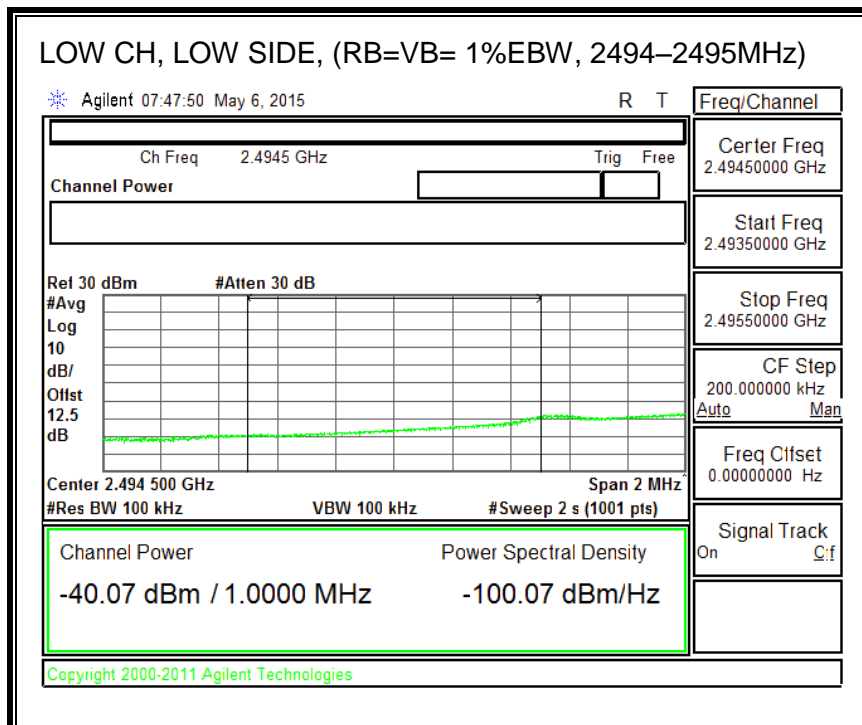 LOW CH, LOW SIDE, (RB=VB= 1%EBW, 2494–2495MHz)
Agilent 07:47:50 May 6, 2015 R T
Freq/Channel
Ch Freq 2.4945 GHz Trig Free
Channel Power
Center Freq
2.49450000 GHz
Start Freq
2.49350000 GHz
Stop Freq
2.49550000 GHz
CF Step
200.000000 kHz
Auto Man
Freq Offset
0.00000000 Hz
Signal Track
On Off
Ref 30 dBm #Atten 30 dB
#Avg
Log
10
dB/
Offst
12.5
dB
Center 2.494 500 GHz Span 2 MHz
#Res BW 100 kHz VBW 100 kHz #Sweep 2 s (1001 pts)
Channel Power Power Spectral Density
-40.07 dBm / 1.0000 MHz -100.07 dBm/Hz
Copyright 2000-2011 Agilent Technologies